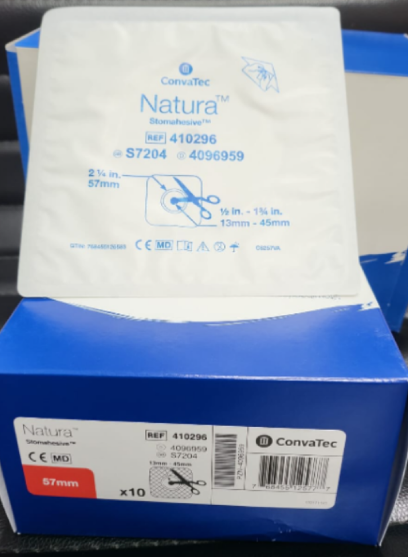 ConvaTec
Natura™
Stomahesive™
REF 410296
S7204 4096959
2 ¼ in.
57mm
½ in. - 1¾ in.
13mm - 45mm
CE MD
Natura™
Stomahesive™
CE MD
57mm
REF 410296
4096959
S7204
13mm - 45mm
x10
ConvaTec